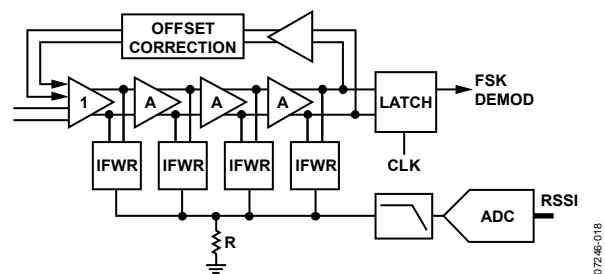 OFFSET
CORRECTION
1
A
A
A
LATCH
FSK
DEMOD
IFWR
IFWR
IFWR
IFWR
CLK
R
ADC
RSSI
07246-018